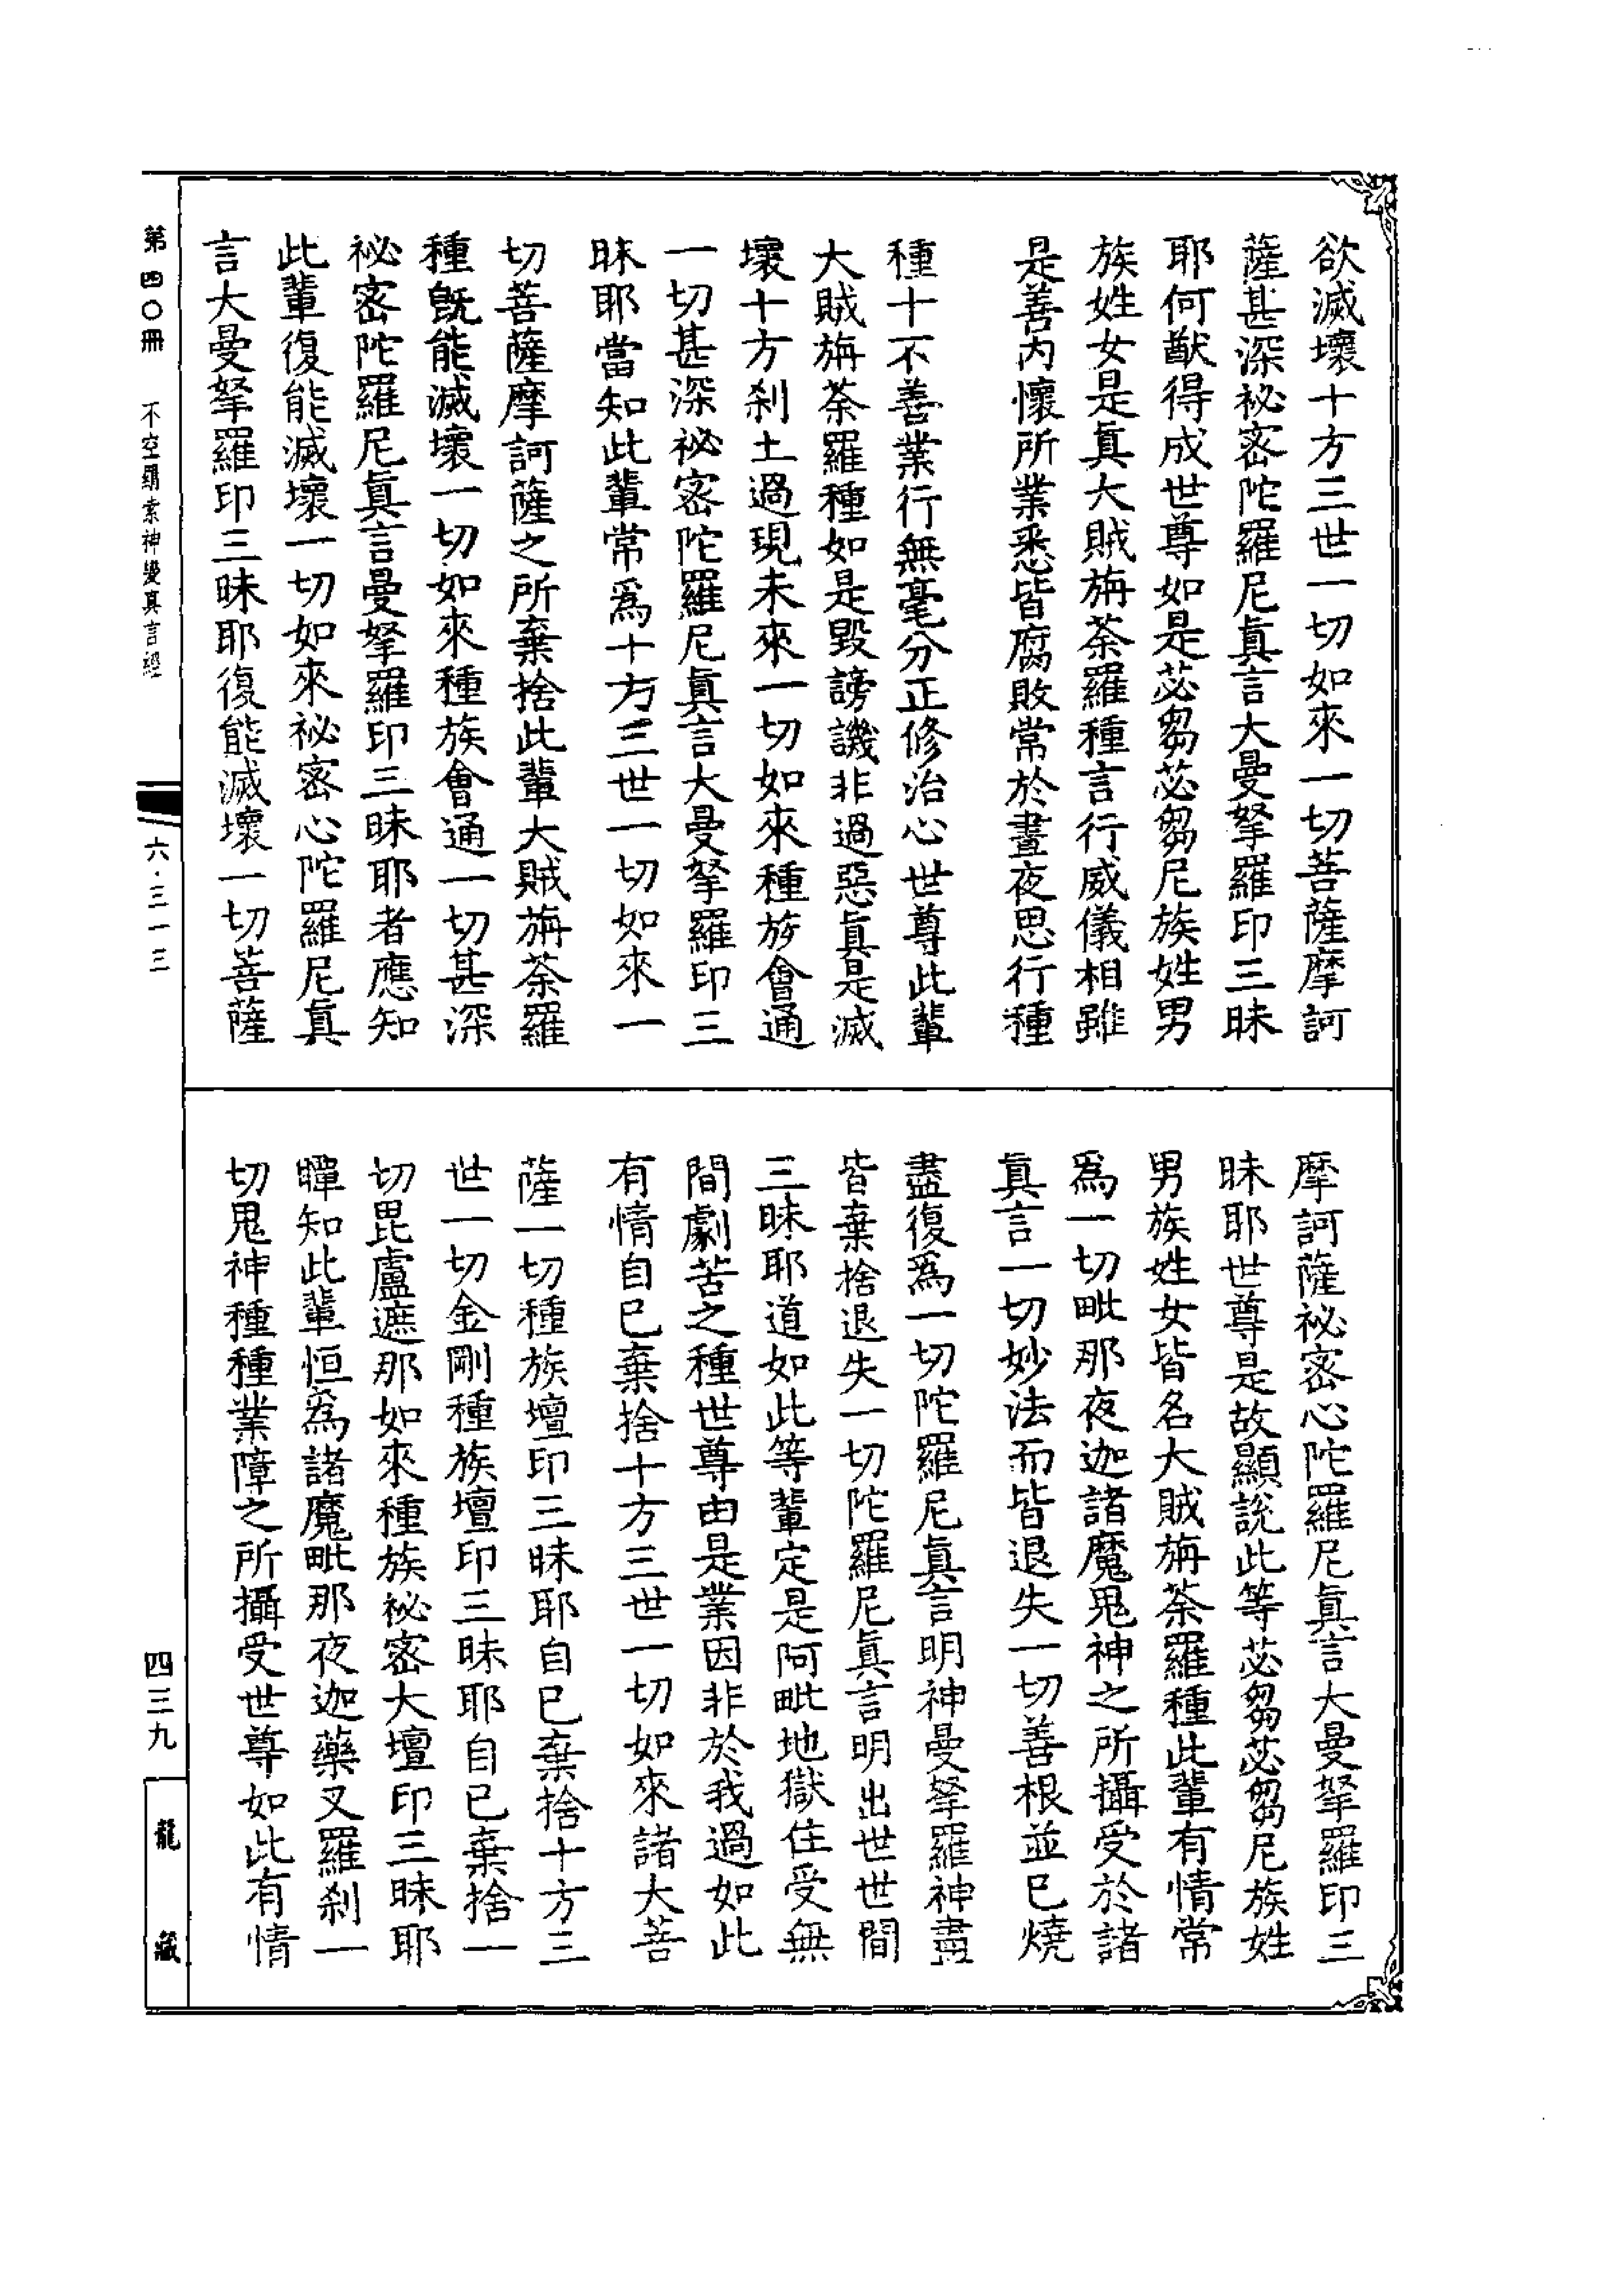 欲滅壞十方三世一切如來一切菩薩摩訶
薩甚深祕密陀羅尼眞言大曼拏羅印三昧
耶何猷得成世尊如是苾芻苾芻尼族姓男
族姓女是眞大賊旃荼羅種言行威儀相雖
是善內懷所業悉皆腐敗常於晝夜思行種
種十不善業行無毫分正修治心世尊此輩
大賊旃荼羅種如是毀謗譏非過惡眞是滅
壞十方刹土過現未來一切如來種族會通
一切甚深祕密陀羅尼眞言大曼拏羅印三
昧耶當知此輩常爲十方三世一切如來一
切菩薩摩訶薩之所棄捨此輩大賊旃荼羅
種旣能滅壞一切如來種族會通一切甚深
祕密陀羅尼眞言曼拏羅印三昧耶者應知
此輩復能滅壞一切如來祕密心陀羅尼眞
言大曼拏羅印三昧耶復能滅壞一切菩薩
摩訶薩祕密心陀羅尼眞言大曼拏羅印三
昧耶世尊是故顯說此等苾芻苾芻尼族姓
男族姓女皆名大賊旃荼羅種此輩有情常
爲一切毗那夜迦諸魔鬼神之所攝受於諸
眞言一切妙法而皆退失一切善根並已燒
盡復爲一切陀羅尼眞言明神曼拏羅神盡
皆棄捨退失一切陀羅尼眞言明出世世間
三昧耶道如此等輩定是阿毗地獄住受無
間劇苦之種世尊由是業因非於我過如此
有情自已棄捨十方三世一切如來諸大菩
薩一切種族壇印三昧耶自已棄捨十方三
世一切金剛種族壇印三昧耶自已棄捨一
切毘盧遮那如來種族祕密大壇印三昧耶
暉知此輩恒爲諸魔毗那夜迦藥叉羅刹一
切鬼神種種業障之所攝受世尊如此有情
第四〇冊 不空羂索神變真言經
六·三一三
四三九
龍藏